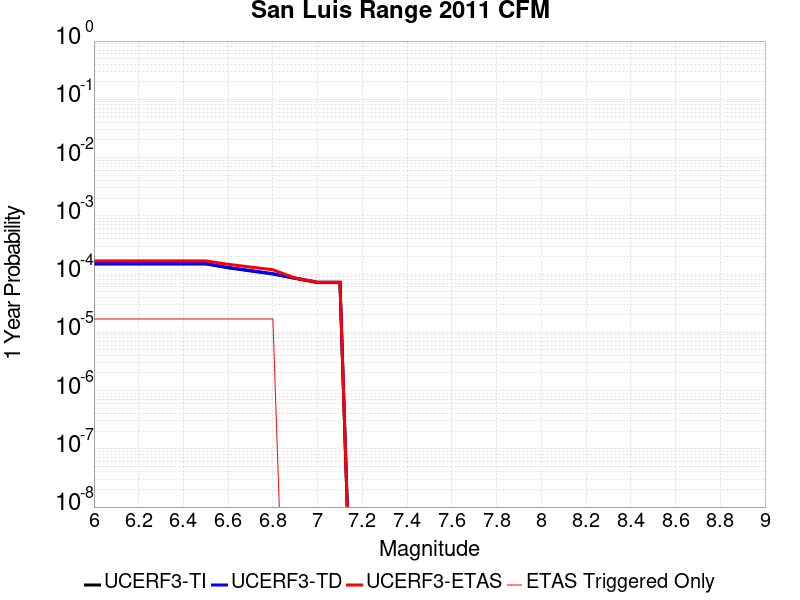 San Luis Range 2011 CFM
1 Year Probability
10^0
10^-1
10^-2
10^-3
10^-4
10^-5
10^-6
10^-7
10^-8
6 6.2 6.4 6.6 6.8 7 7.2 7.4 7.6 7.8 8 8.2 8.4 8.6 8.8 9
Magnitude
UCERF3-TI UCERF3-TD UCERF3-ETAS ETAS Triggered Only